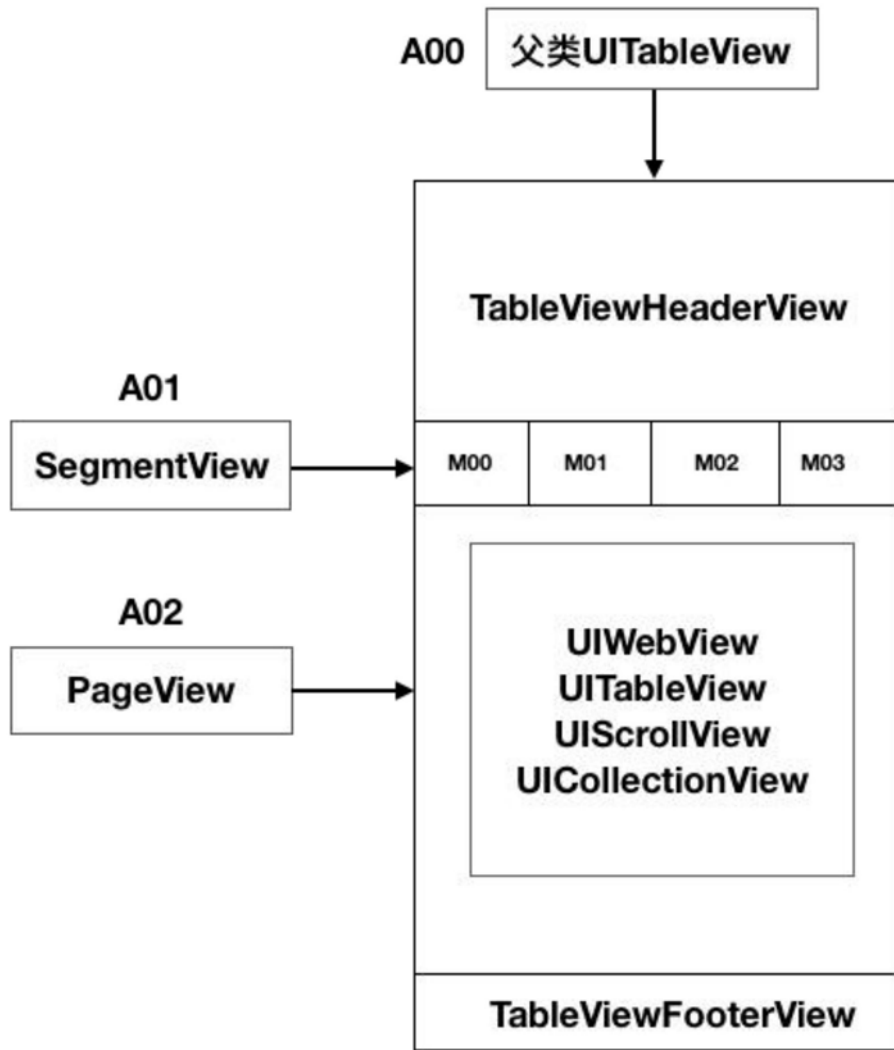 A00
父类UITableView
TableViewHeaderView
A01
SegmentView
M00
M01
M02
M03
A02
PageView
UIWebView
UITableView
UIScrollView
UICollectionView
TableViewFooterView